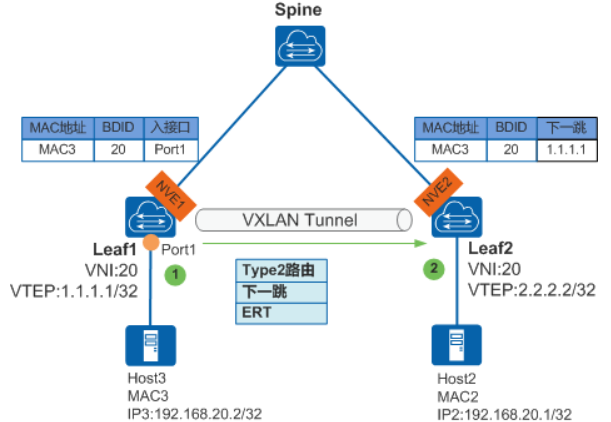 Spine
MAC地址 BDID 入接口
MAC3 20 Port1
MAC地址 BDID 下一跳
MAC3 20 1.1.1.1
NVE1
NVE2
VXLAN Tunnel
Leaf1
Port1
VNI:20
VTEP:1.1.1.1/32
1
Type2路由
下一跳
ERT
2
Leaf2
VNI:20
VTEP:2.2.2.2/32
Host3
MAC3
IP3:192.168.20.2/32
Host2
MAC2
IP2:192.168.20.1/32